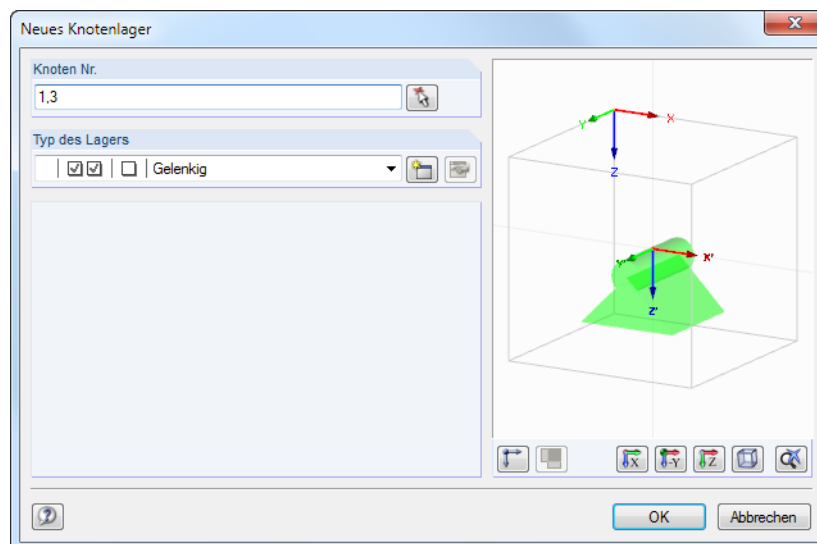 Neues Knotenlager
Knoten Nr.
1,3
Typ des Lagers
Gelenkig
Y X
Z
Y' X'
Z'
X -Y Z
OK Abbrechen